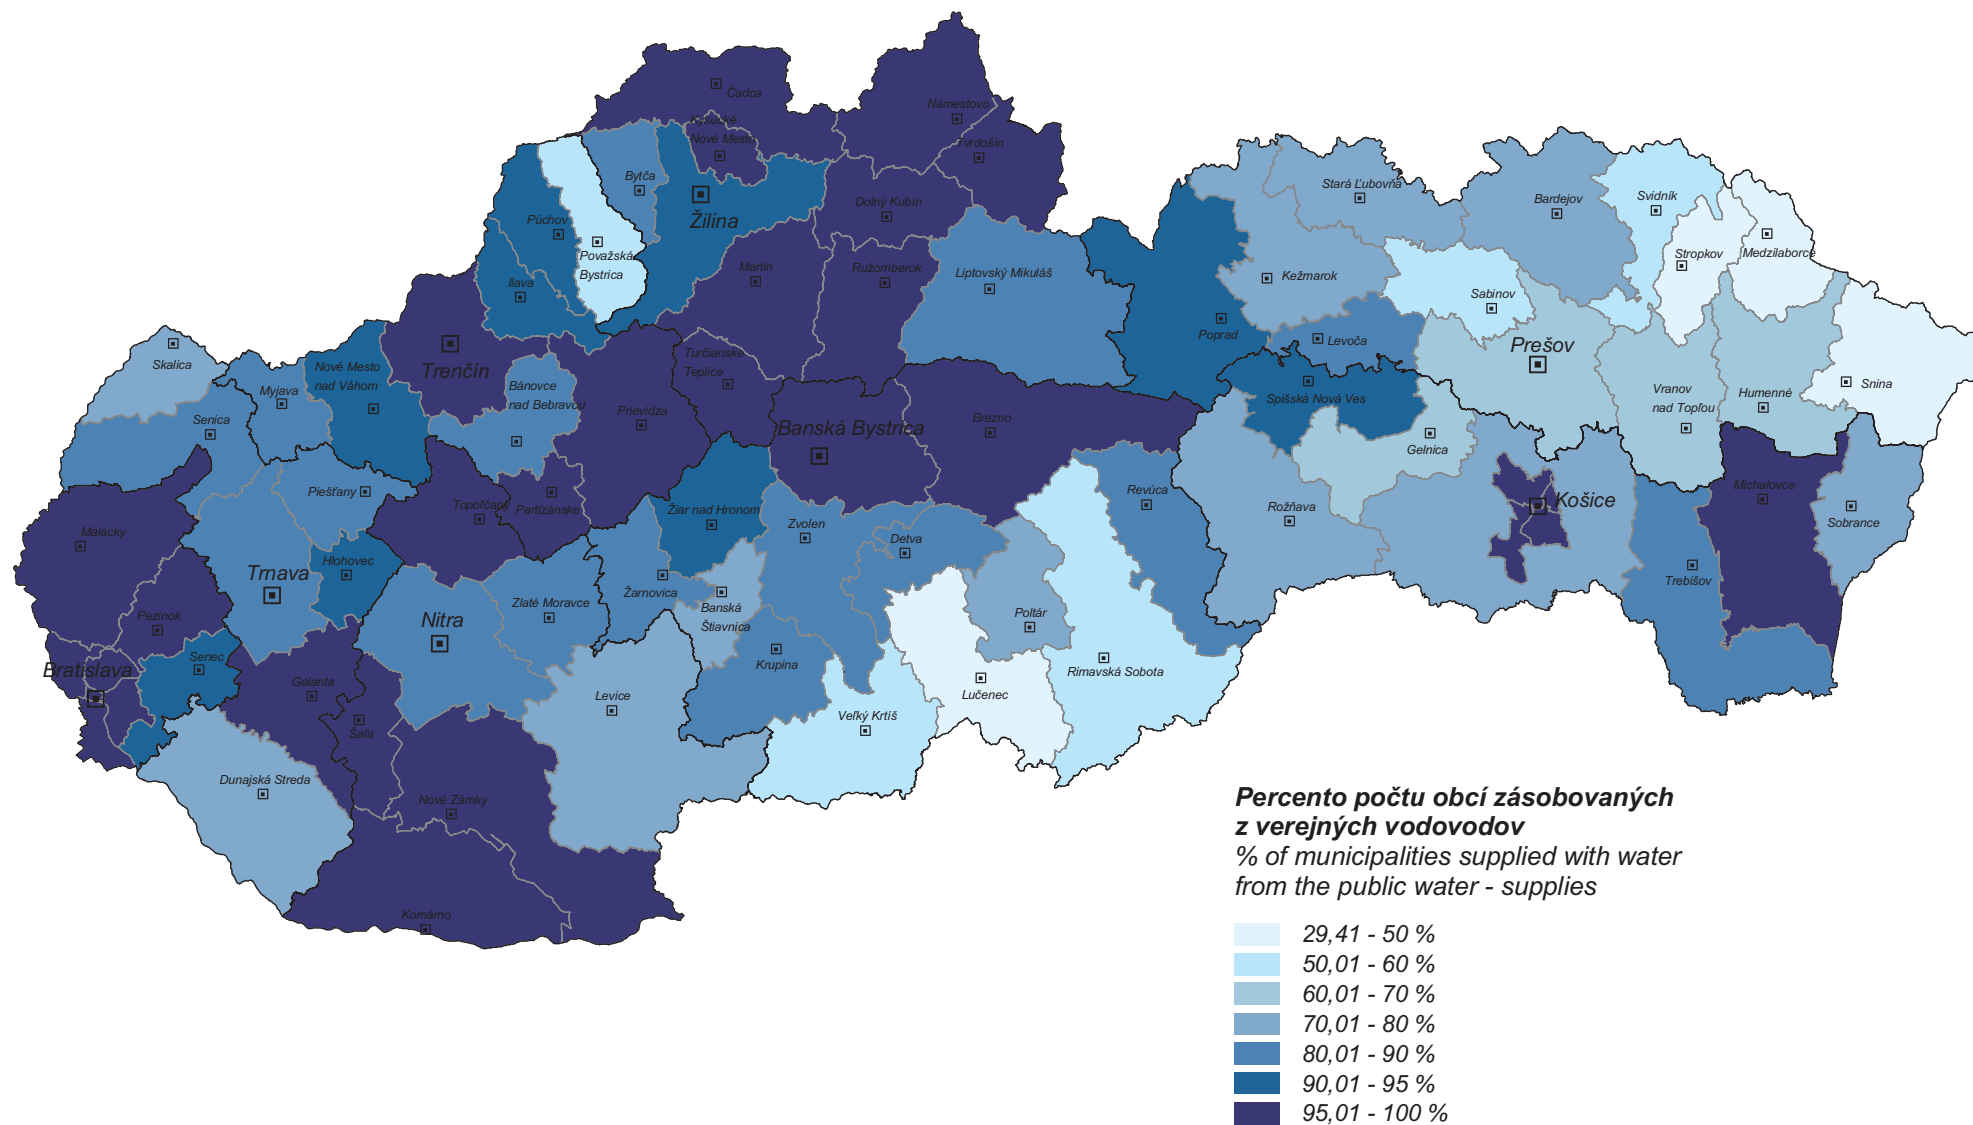 Čadca
Námestovo
Kysucké
Nové Mesto
Tvrdošín
Bytča
Stará Ľubovňa
Bardejov
Svidník
Púchov
Žilina
Dolný Kubín
Považská
Bystrica
Stropkov
Medzilaborce
Ilava
Martin
Ružomberok
Liptovský Mikuláš
Kežmarok
Sabinov
Poprad
Levoča
Prešov
Skalica
Nové Mesto
nad Váhom
Trenčín
Turčianske
Teplice
Myjava
Bánovce
nad Bebravou
Spišská Nová Ves
Vranov
nad Topľou
Humenné
Snina
Senica
Prievidza
Banská Bystrica
Brezno
Gelnica
Piešťany
Topoľčany
Partizánske
Žiar nad Hronom
Zvolen
Revúca
Rožňava
Košice
Michalovce
Sobrance
Malacky
Trnava
Hlohovec
Detva
Trebišov
Pezinok
Nitra
Zlaté Moravce
Žarnovica
Banská
Štiavnica
Poltár
Bratislava
Senec
Galanta
Šaľa
Levice
Krupina
Lučenec
Rimavská Sobota
Veľký Krtíš
Dunajská Streda
Nové Zámky
Komárno
Percento počtu obcí zásobovaných
z verejných vodovodov
% of municipalities supplied with water
from the public water - supplies
29,41 - 50 %
50,01 - 60 %
60,01 - 70 %
70,01 - 80 %
80,01 - 90 %
90,01 - 95 %
95,01 - 100 %